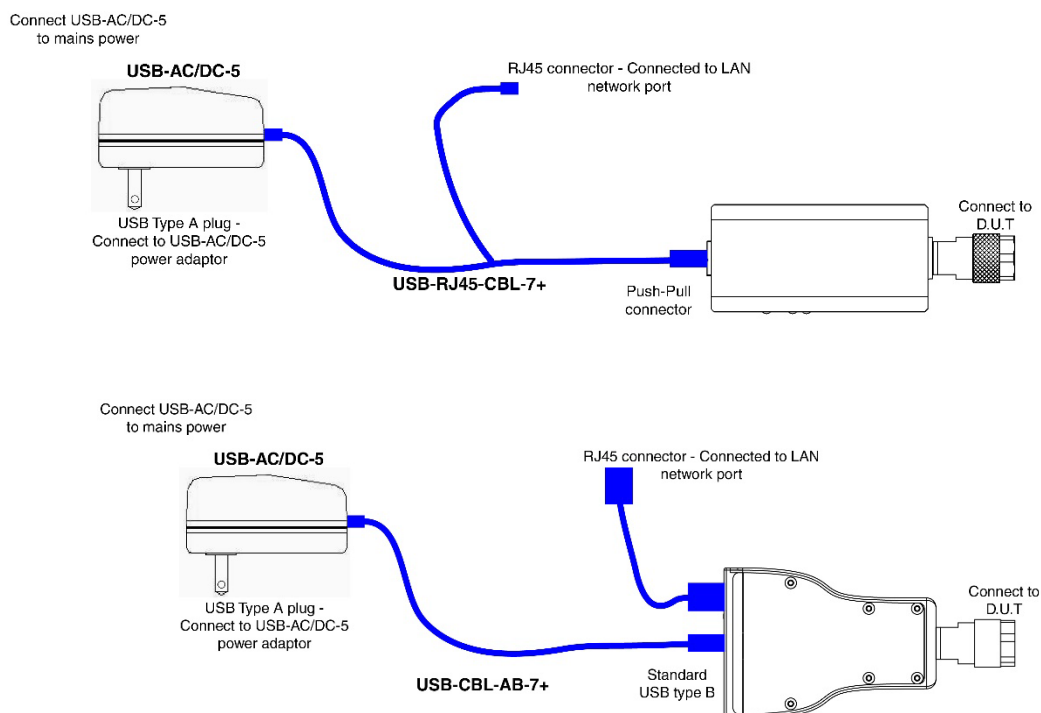 Connect USB-AC/DC-5
to mains power
USB-AC/DC-5
RJ45 connector - Connected to LAN
network port
USB Type A plug -
Connect to USB-AC/DC-5
power adaptor
USB-RJ45-CBL-7+
Push-Pull
connector
Connect to
D.U.T
Connect USB-AC/DC-5
to mains power
USB-AC/DC-5
RJ45 connector - Connected to LAN
network port
USB Type A plug -
Connect to USB-AC/DC-5
power adaptor
USB-CBL-AB-7+
Standard
USB type B
Connect to
D.U.T